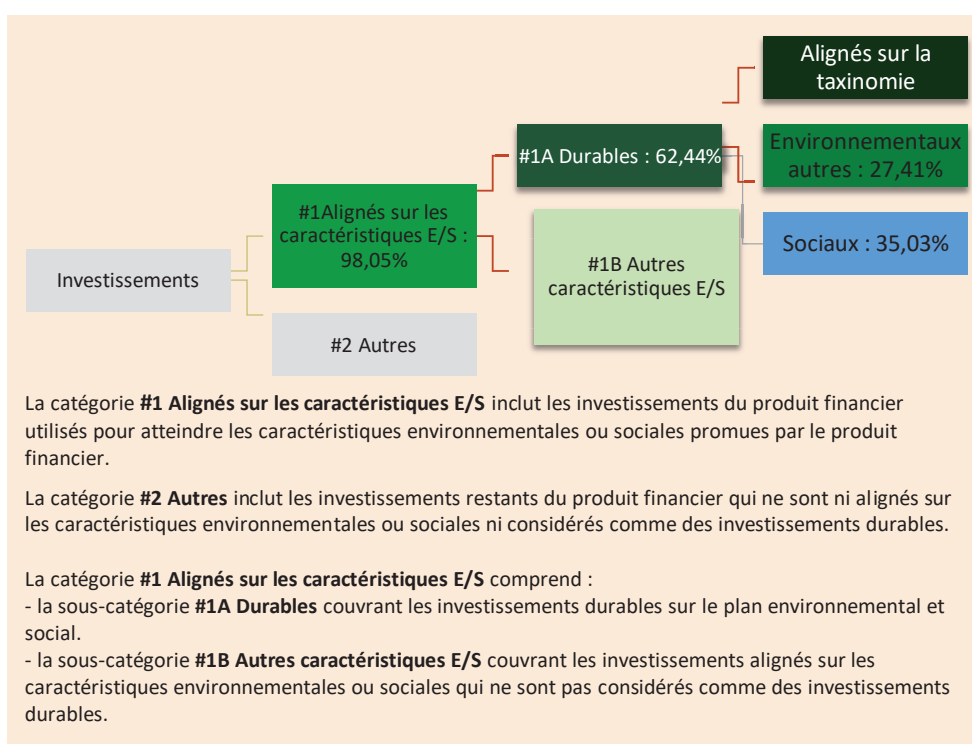 Alignés sur la
taxinomie
#1A Durables : 62,44%
Environnementaux
autres : 27,41%
#1Alignés sur les
caractéristiques E/S :
98,05%
Sociaux : 35,03%
#1B Autres
caractéristiques E/S
Investissements
#2 Autres
La catégorie #1 Alignés sur les caractéristiques E/S inclut les investissements du produit financier
utilisés pour atteindre les caractéristiques environnementales ou sociales promues par le produit
financier.
La catégorie #2 Autres inclut les investissements restants du produit financier qui ne sont ni alignés sur
les caractéristiques environnementales ou sociales ni considérés comme des investissements durables.
La catégorie #1 Alignés sur les caractéristiques E/S comprend :
- la sous-catégorie #1A Durables couvrant les investissements durables sur le plan environnemental et
social.
- la sous-catégorie #1B Autres caractéristiques E/S couvrant les investissements alignés sur les
caractéristiques environnementales ou sociales qui ne sont pas considérés comme des investissements
durables.